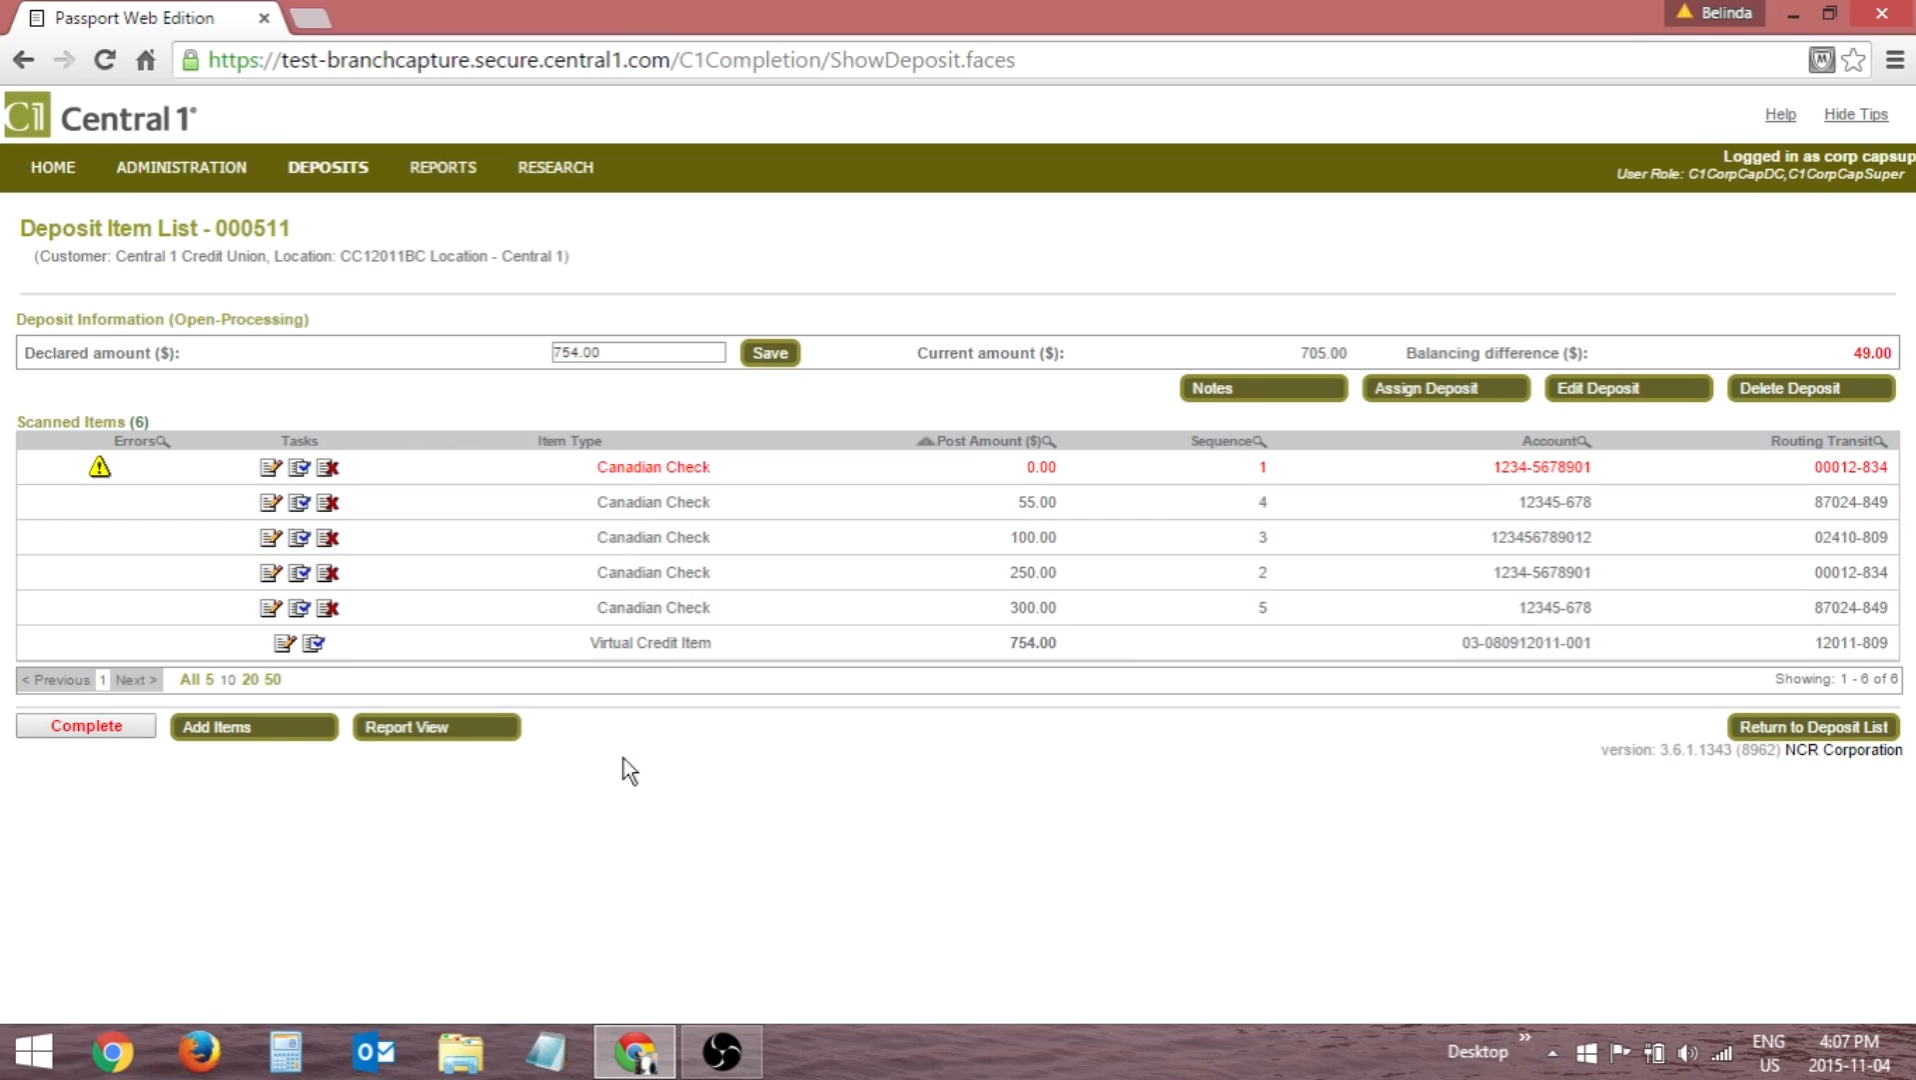 Passport Web Edition
Belinda
https://test-branchcapture.secure.central1.com/C1Completion/ShowDeposit.faces
C1 Central 1®
Help Hide Tips
HOME ADMINISTRATION DEPOSITS REPORTS RESEARCH
Logged in as corp capsup
User Role: C1CorpCapDC,C1CorpCapSuper
Deposit Item List - 000511
(Customer: Central 1 Credit Union, Location: CC12011BC Location - Central 1)
Deposit Information (Open-Processing)
Declared amount ($): 754.00 Save Current amount ($): 705.00 Balancing difference ($): 49.00
Notes Assign Deposit Edit Deposit Delete Deposit
Scanned Items (6)
Errors Tasks Item Type Post Amount ($) Sequence Account Routing Transit
Canadian Check 0.00 1 1234-5678901 00012-834
Canadian Check 55.00 4 12345-678 87024-849
Canadian Check 100.00 3 123456789012 02410-809
Canadian Check 250.00 2 1234-5678901 00012-834
Canadian Check 300.00 5 12345-678 87024-849
Virtual Credit Item 754.00 03-080912011-001 12011-809
< Previous 1 Next > All 5 10 20 50 Showing: 1 - 6 of 6
Complete Add Items Report View Return to Deposit List
version: 3.6.1.1343 (8962) NCR Corporation
Desktop » ENG 4:07 PM
US 2015-11-04